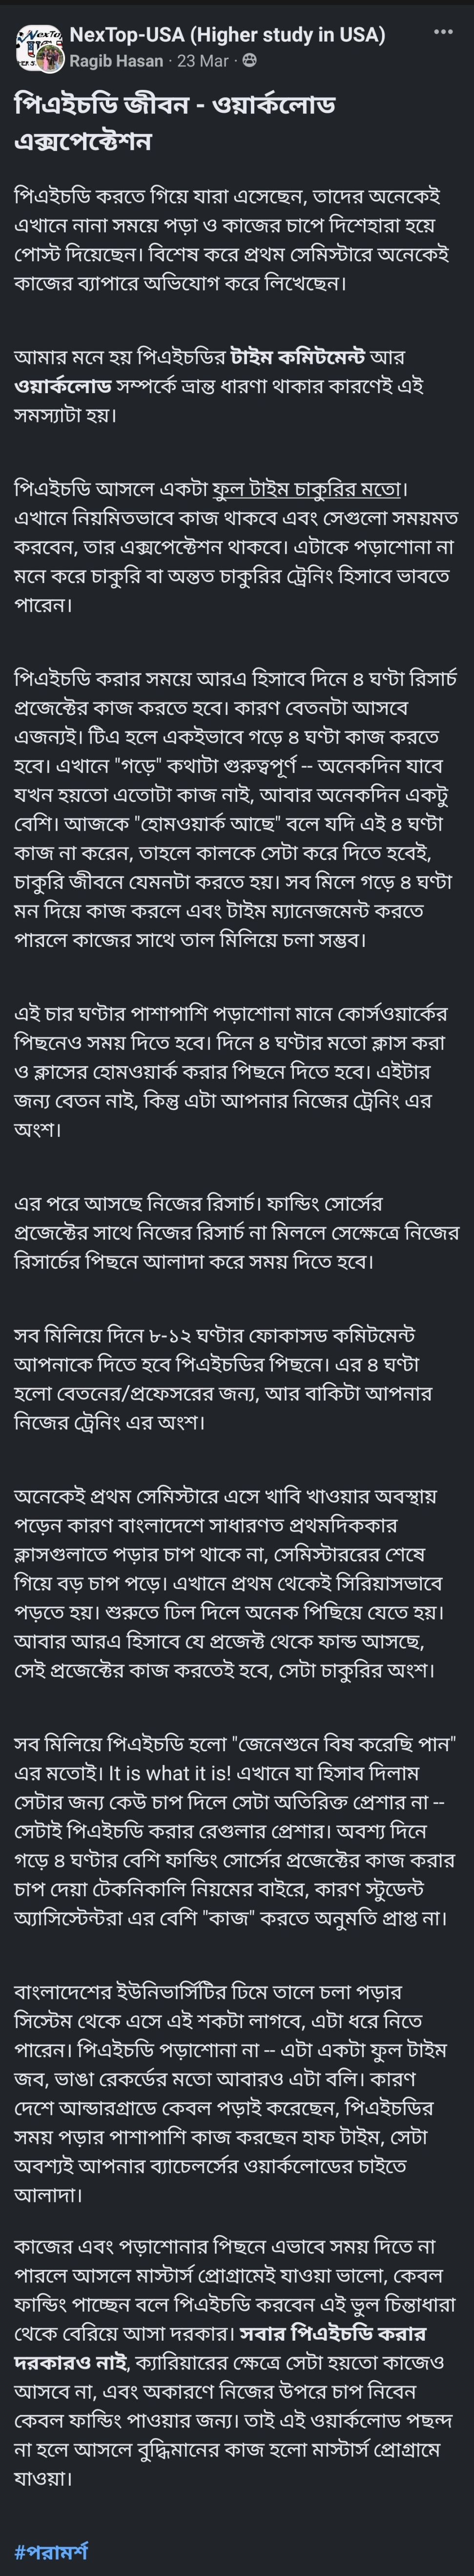 NexTop-USA (Higher study in USA)
Ragib Hasan · 23 Mar ·
পিএইচডি জীবন - ওয়ার্কলোড
এক্সপেক্টেশন
পিএইচডি করতে গিয়ে যারা এসেছেন, তাদের অনেকেই
এখানে নানা সময়ে পড়া ও কাজের চাপে দিশেহারা হয়ে
পোস্ট দিয়েছেন। বিশেষ করে প্রথম সেমিস্টারে অনেকেই
কাজের ব্যাপারে অভিযোগ করে লিখেছেন।
আমার মনে হয় পিএইচডির টাইম কমিটমেন্ট আর
ওয়ার্কলোড সম্পর্কে ভ্রান্ত ধারণা থাকার কারণেই এই
সমস্যাটা হয়।
পিএইচডি আসলে একটা ফুল টাইম চাকুরির মতো।
এখানে নিয়মিতভাবে কাজ থাকবে এবং সেগুলো সময়মত
করবেন, তার এক্সপেক্টেশন থাকবে। এটাকে পড়াশোনা না
মনে করে চাকুরি বা অন্তত চাকুরির ট্রেনিং হিসাবে ভাবতে
পারেন।
পিএইচডি করার সময়ে আরএ হিসাবে দিনে ৪ ঘণ্টা রিসার্চ
প্রজেক্টের কাজ করতে হবে। কারণ বেতনটা আসবে
এজন্যই। টিএ হলে একইভাবে গড়ে ৪ ঘণ্টা কাজ করতে
হবে। এখানে "গড়ে" কথাটা গুরুত্বপূর্ণ -- অনেকদিন যাবে
যখন হয়তো এতোটা কাজ নাই, আবার অনেকদিন একটু
বেশি। আজকে "হোমওয়ার্ক আছে" বলে যদি এই ৪ ঘণ্টা
কাজ না করেন, তাহলে কালকে সেটা করে দিতে হবেই,
চাকুরি জীবনে যেমনটা করতে হয়। সব মিলে গড়ে ৪ ঘণ্টা
মন দিয়ে কাজ করলে এবং টাইম ম্যানেজমেন্ট করতে
পারলে কাজের সাথে তাল মিলিয়ে চলা সম্ভব।
এই চার ঘণ্টার পাশাপাশি পড়াশোনা মানে কোর্সওয়ার্কের
পিছনেও সময় দিতে হবে। দিনে ৪ ঘণ্টার মতো ক্লাস করা
ও ক্লাসের হোমওয়ার্ক করার পিছনে দিতে হবে। এইটার
জন্য বেতন নাই, কিন্তু এটা আপনার নিজের ট্রেনিং এর
অংশ।
এর পরে আসছে নিজের রিসার্চ। ফান্ডিং সোর্সের
প্রজেক্টের সাথে নিজের রিসার্চ না মিললে সেক্ষেত্রে নিজের
রিসার্চের পিছনে আলাদা করে সময় দিতে হবে।
সব মিলিয়ে দিনে ৮-১২ ঘণ্টার ফোকাসড কমিটমেন্ট
আপনাকে দিতে হবে পিএইচডির পিছনে। এর ৪ ঘণ্টা
হলো বেতনের/প্রফেসরের জন্য, আর বাকিটা আপনার
নিজের ট্রেনিং এর অংশ।
অনেকেই প্রথম সেমিস্টারে এসে খাবি খাওয়ার অবস্থায়
পড়েন কারণ বাংলাদেশে সাধারণত প্রথমদিককার
ক্লাসগুলাতে পড়ার চাপ থাকে না, সেমিস্টাররের শেষে
গিয়ে বড় চাপ পড়ে। এখানে প্রথম থেকেই সিরিয়াসভাবে
পড়তে হয়। শুরুতে ঢিল দিলে অনেক পিছিয়ে যেতে হয়।
আবার আরএ হিসাবে যে প্রজেক্ট থেকে ফান্ড আসছে,
সেই প্রজেক্টের কাজ করতেই হবে, সেটা চাকুরির অংশ।
সব মিলিয়ে পিএইচডি হলো "জেনেশুনে বিষ করেছি পান"
এর মতোই। It is what it is! এখানে যা হিসাব দিলাম
সেটার জন্য কেউ চাপ দিলে সেটা অতিরিক্ত প্রেশার না --
সেটাই পিএইচডি করার রেগুলার প্রেশার। অবশ্য দিনে
গড়ে ৪ ঘণ্টার বেশি ফান্ডিং সোর্সের প্রজেক্টের কাজ করার
চাপ দেয়া টেকনিকালি নিয়মের বাইরে, কারণ স্টুডেন্ট
অ্যাসিস্টেন্টরা এর বেশি "কাজ" করতে অনুমতি প্রাপ্ত না।
বাংলাদেশের ইউনিভার্সিটির ঢিমে তালে চলা পড়ার
সিস্টেম থেকে এসে এই শকটা লাগবে, এটা ধরে নিতে
পারেন। পিএইচডি পড়াশোনা না -- এটা একটা ফুল টাইম
জব, ভাঙা রেকর্ডের মতো আবারও এটা বলি। কারণ
দেশে আন্ডারগ্রাডে কেবল পড়াই করেছেন, পিএইচডির
সময় পড়ার পাশাপাশি কাজ করছেন হাফ টাইম, সেটা
অবশ্যই আপনার ব্যাচেলর্সের ওয়ার্কলোডের চাইতে
আলাদা।
কাজের এবং পড়াশোনার পিছনে এভাবে সময় দিতে না
পারলে আসলে মাস্টার্স প্রোগ্রামেই যাওয়া ভালো, কেবল
ফান্ডিং পাচ্ছেন বলে পিএইচডি করবেন এই ভুল চিন্তাধারা
থেকে বেরিয়ে আসা দরকার। সবার পিএইচডি করার
দরকারও নাই, ক্যারিয়ারের ক্ষেত্রে সেটা হয়তো কাজেও
আসবে না, এবং অকারণে নিজের উপরে চাপ নিবেন
কেবল ফান্ডিং পাওয়ার জন্য। তাই এই ওয়ার্কলোড পছন্দ
না হলে আসলে বুদ্ধিমানের কাজ হলো মাস্টার্স প্রোগ্রামে
যাওয়া।
#পরামর্শ